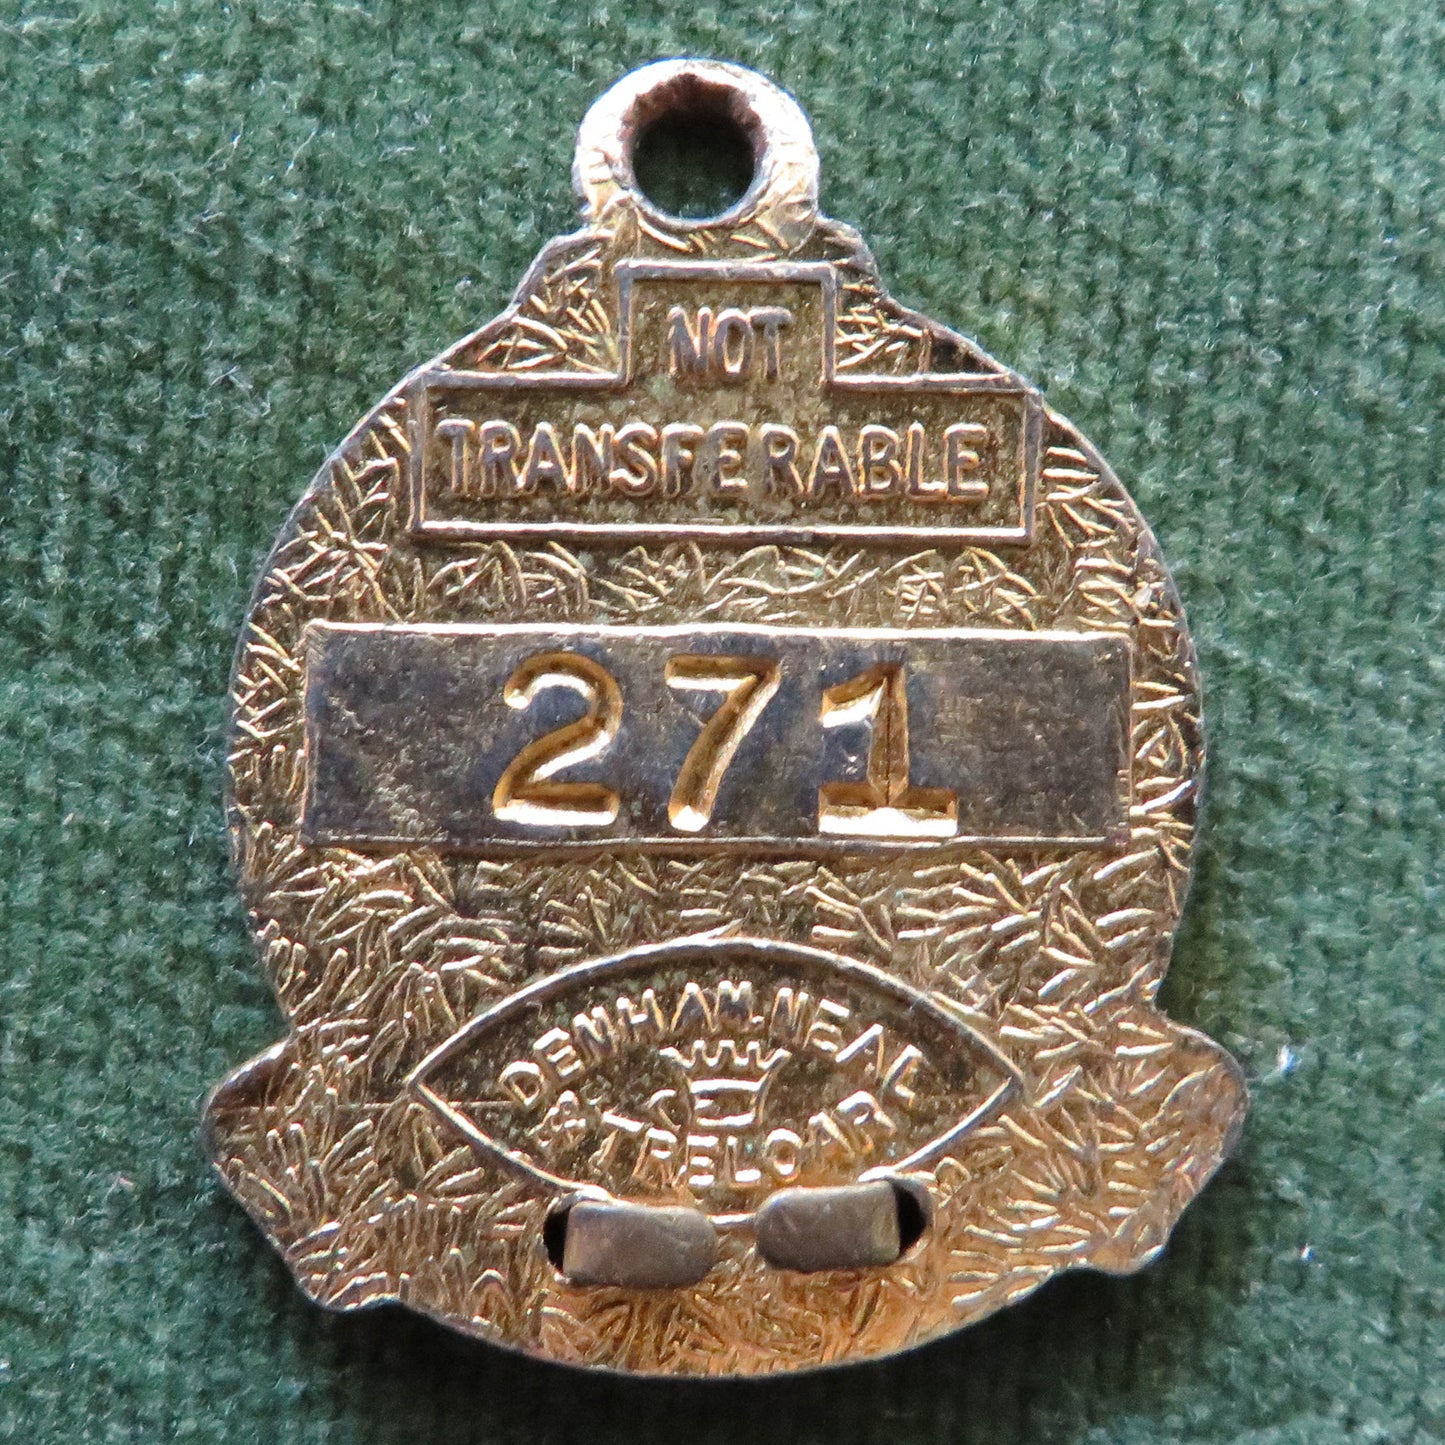 NOT
TRANSFERABLE
271
DENHAM.NEAL
& TRELOAR